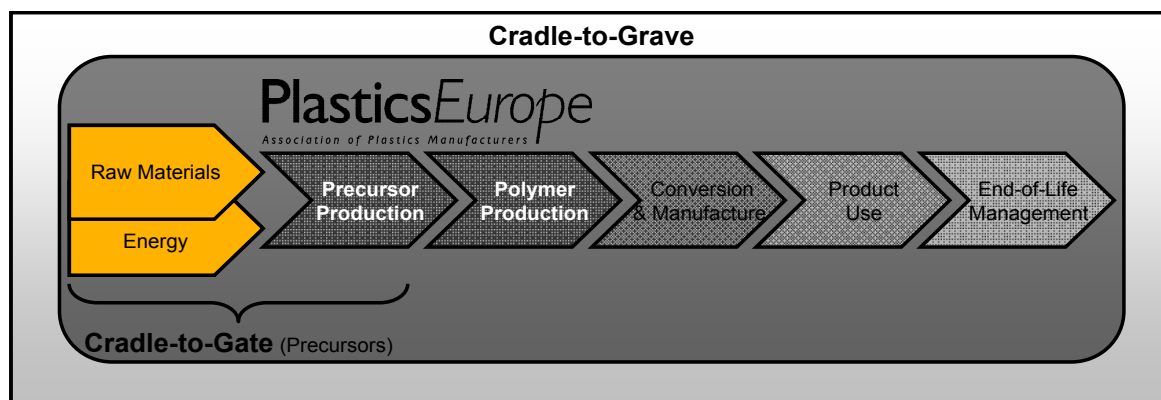 Cradle-to-Grave
PlasticsEurope
Association of Plastics Manufacturers
Raw Materials
Energy
Precursor
Production
Polymer
Production
Conversion
& Manufacture
Product
Use
End-of-Life
Management
Cradle-to-Gate (Precursors)